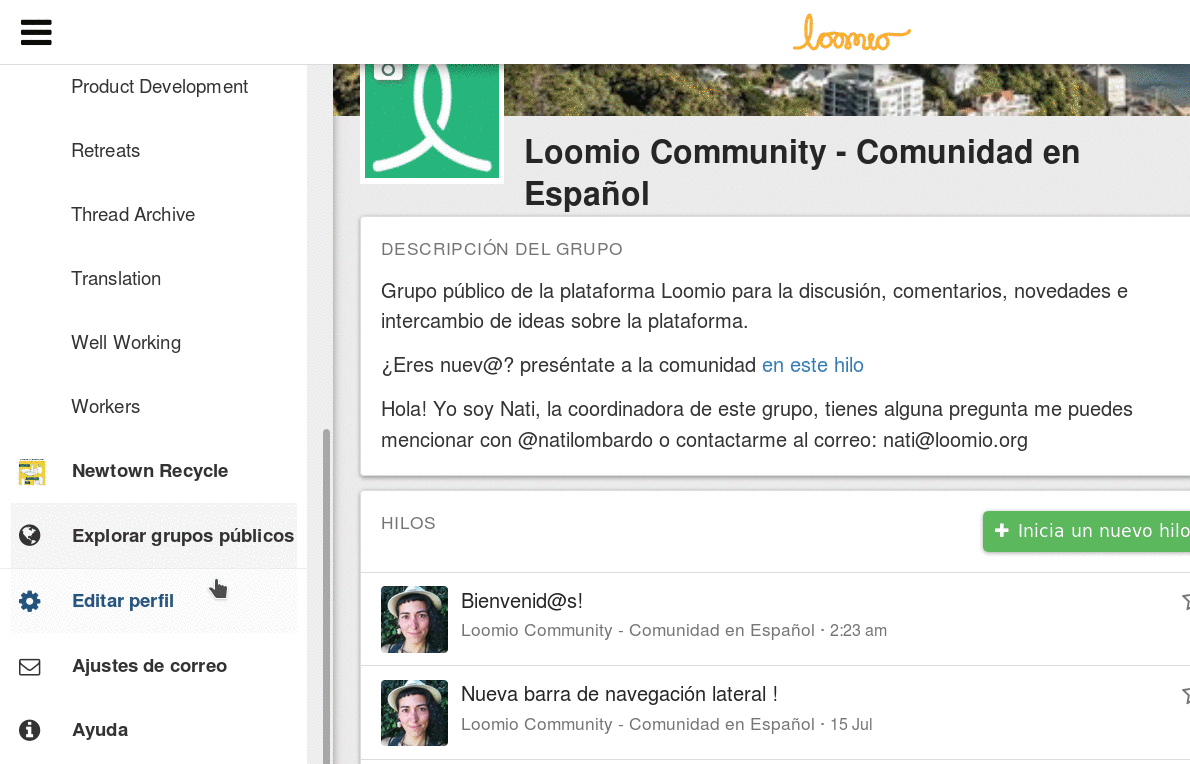 loomio
Product Development
Retreats
Thread Archive
Translation
Well Working
Workers
Newtown Recycle
Explorar grupos públicos
Editar perfil
Ajustes de correo
Ayuda
Loomio Community - Comunidad en
Español
DESCRIPCIÓN DEL GRUPO
Grupo público de la plataforma Loomio para la discusión, comentarios, novedades e
intercambio de ideas sobre la plataforma.
¿Eres nuev@? preséntate a la comunidad en este hilo
Hola! Yo soy Nati, la coordinadora de este grupo, tienes alguna pregunta me puedes
mencionar con @natilombardo o contactarme al correo: nati@loomio.org
HILOS
Inicia un nuevo hilo
Bienvenid@s!
Loomio Community - Comunidad en Español · 2:23 am
Nueva barra de navegación lateral !
Loomio Community - Comunidad en Español · 15 Jul